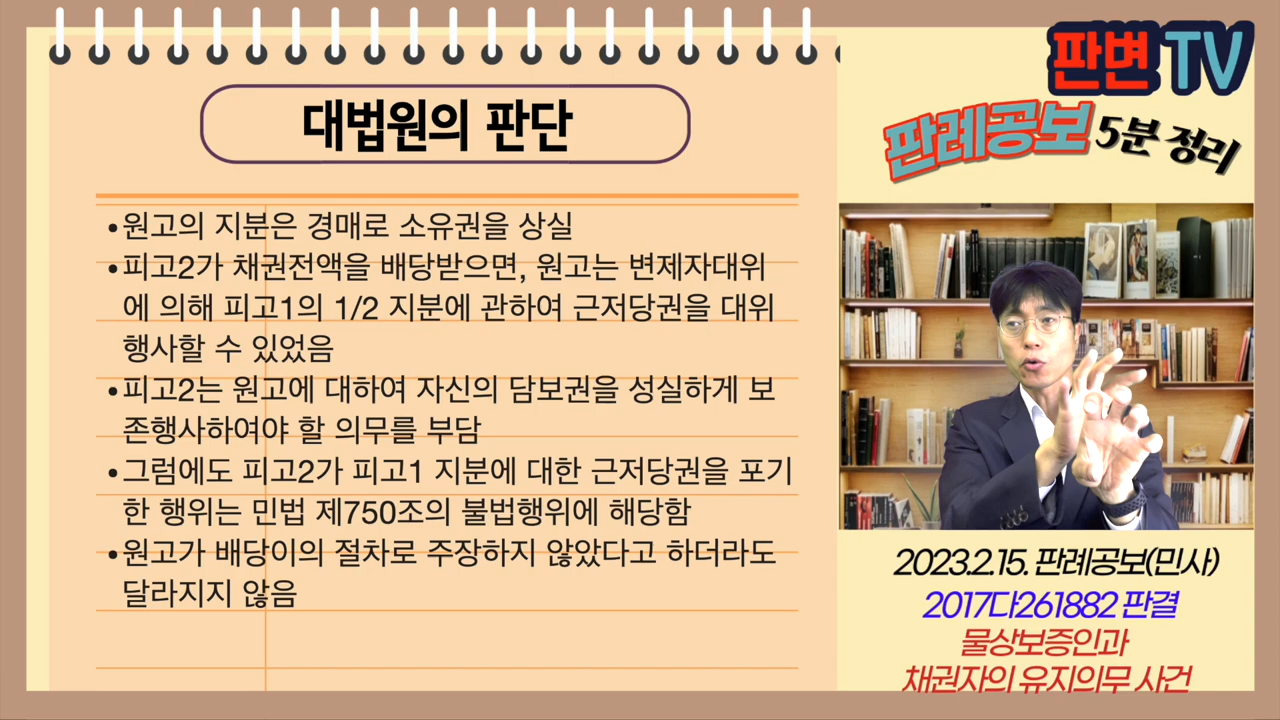 대법원의 판단
•원고의 지분은 경매로 소유권을 상실
•피고2가 채권전액을 배당받으면, 원고는 변제자대위
에 의해 피고1의 1/2 지분에 관하여 근저당권을 대위
행사할 수 있었음
•피고2는 원고에 대하여 자신의 담보권을 성실하게 보
존행사하여야 할 의무를 부담
•그럼에도 피고2가 피고1 지분에 대한 근저당권을 포기
한 행위는 민법 제750조의 불법행위에 해당함
•원고가 배당이의 절차로 주장하지 않았다고 하더라도
달라지지 않음
판변 TV
판례공보 5분 정리
2023.2.15. 판례공보(민사)
2017다261882 판결
물상보증인과
채권자의 유지의무 사건